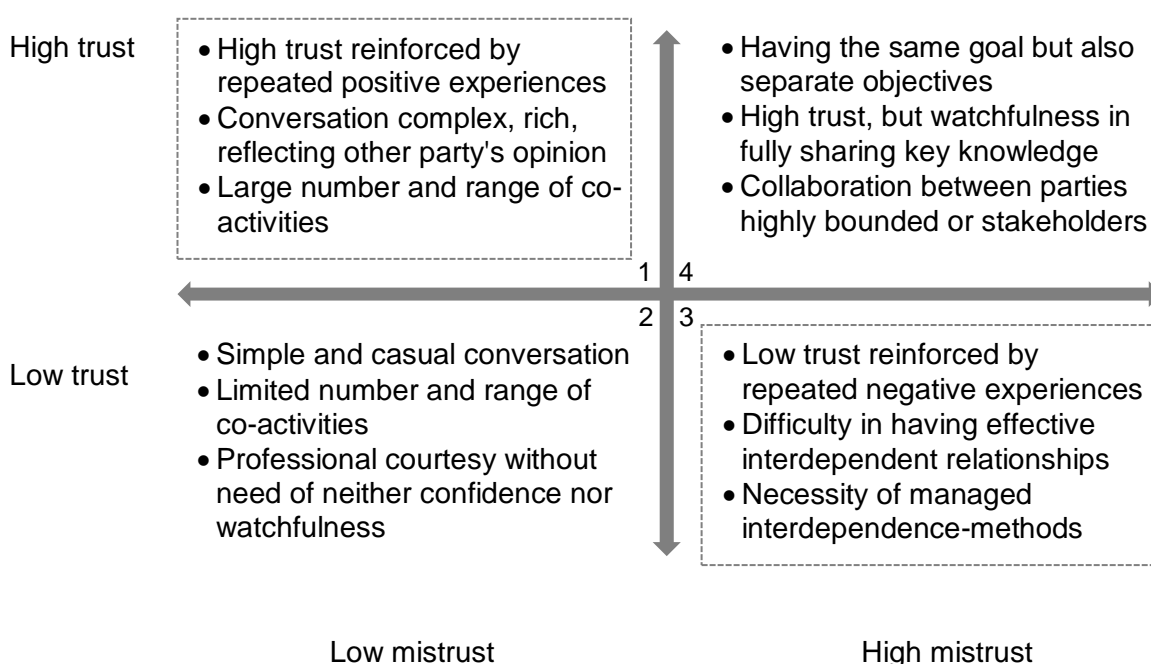 High trust
• High trust reinforced by
repeated positive experiences
• Conversation complex, rich,
reflecting other party's opinion
• Large number and range of co-
activities
• Having the same goal but also
separate objectives
• High trust, but watchfulness in
fully sharing key knowledge
• Collaboration between parties
highly bounded or stakeholders
1 4
2 3
Low trust
• Simple and casual conversation
• Limited number and range of
co-activities
• Professional courtesy without
need of neither confidence nor
watchfulness
• Low trust reinforced by
repeated negative experiences
• Difficulty in having effective
interdependent relationships
• Necessity of managed
interdependence-methods
Low mistrust
High mistrust